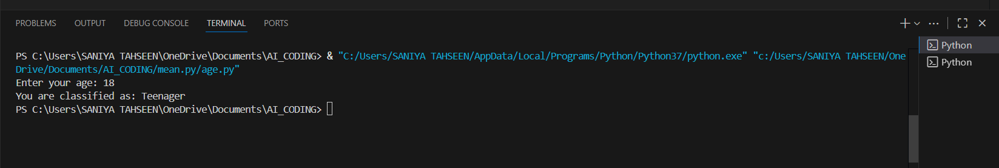 PROBLEMS OUTPUT DEBUG CONSOLE TERMINAL PORTS
PS C:\Users\SANIYA TAHSEEN\OneDrive\Documents\AI_CODING> & "C:/Users/SANIYA TAHSEEN/AppData/Local/Programs/Python/Python37/python.exe" "c:/Users/SANIYA TAHSEEN/One
Drive/Documents/AI_CODING/mean.py/age.py"
Enter your age: 18
You are classified as: Teenager
PS C:\Users\SANIYA TAHSEEN\OneDrive\Documents\AI_CODING>
Python
Python